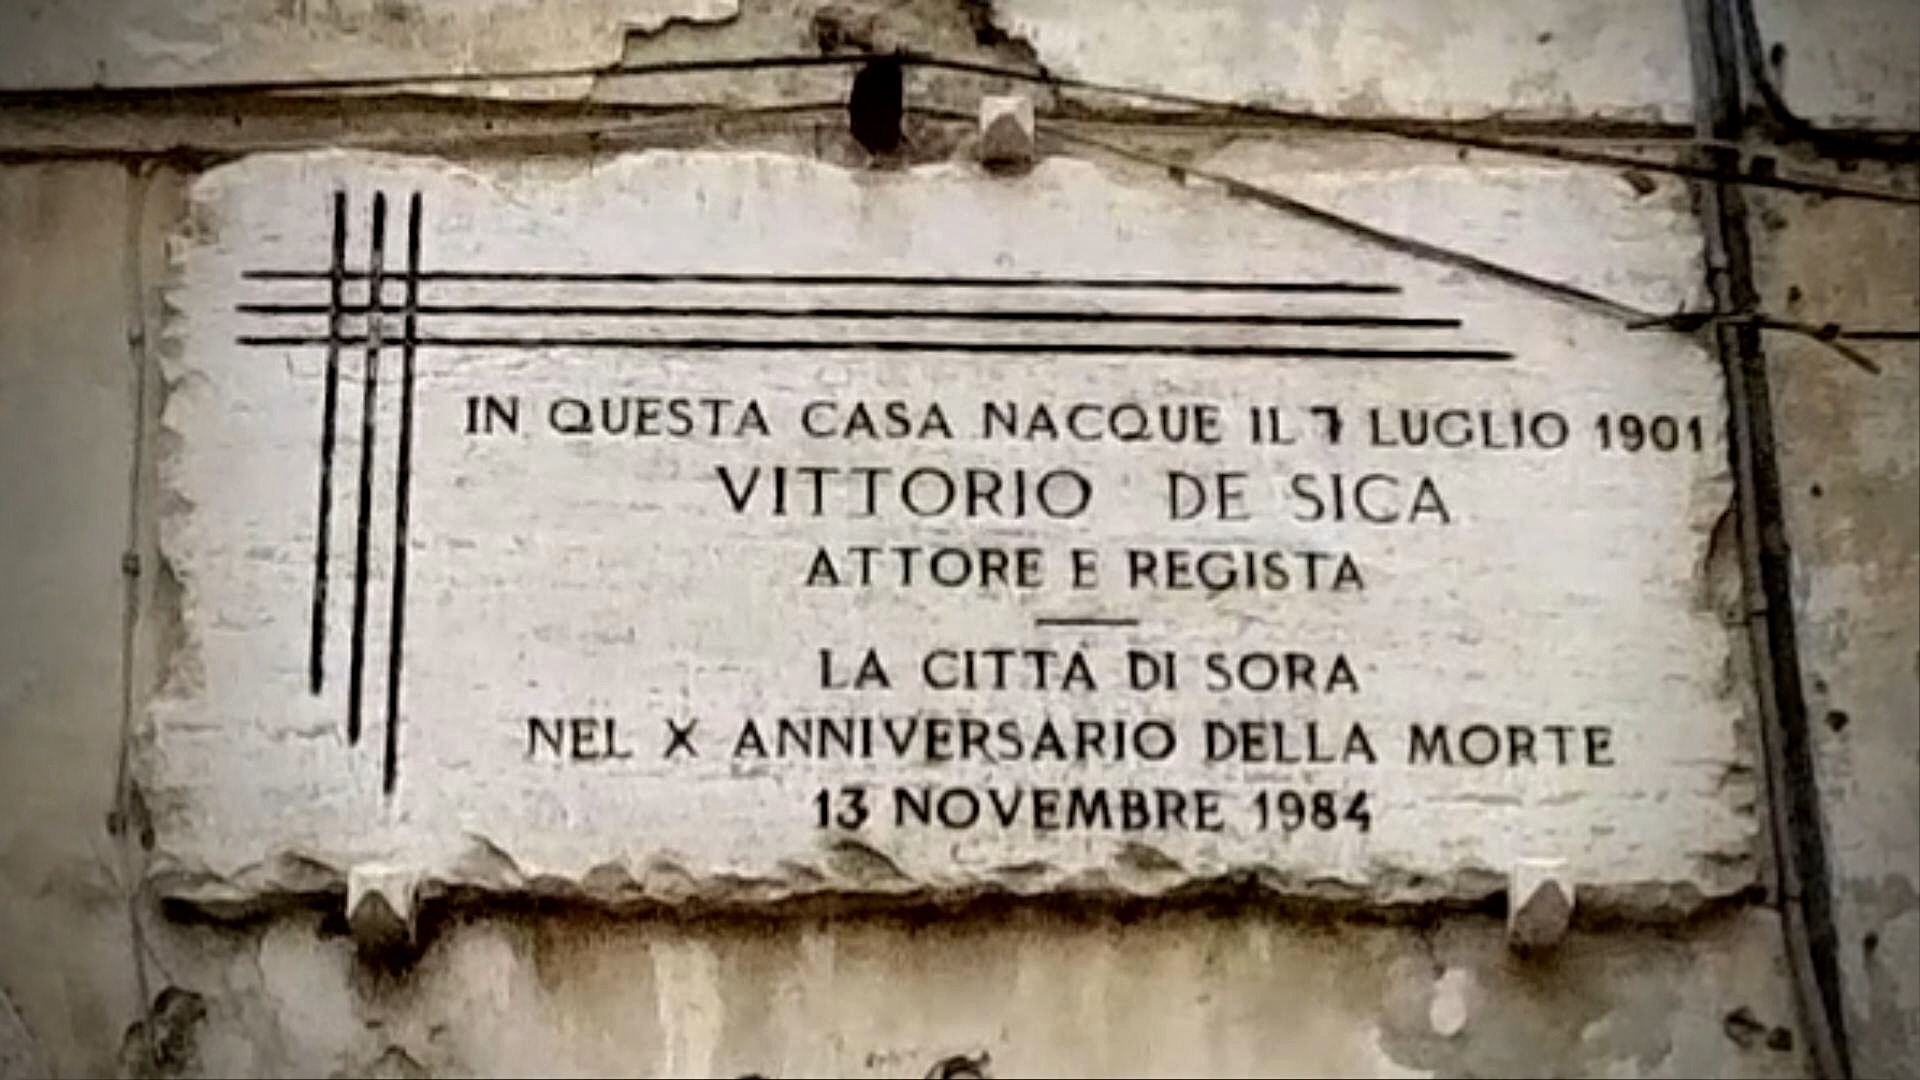 IN QUESTA CASA NACQUE IL 7 LUGLIO 1901
VITTORIO DE SICA
ATTORE E REGISTA
LA CITTÀ DI SORA
NEL X ANNIVERSARIO DELLA MORTE
13 NOVEMBRE 1984